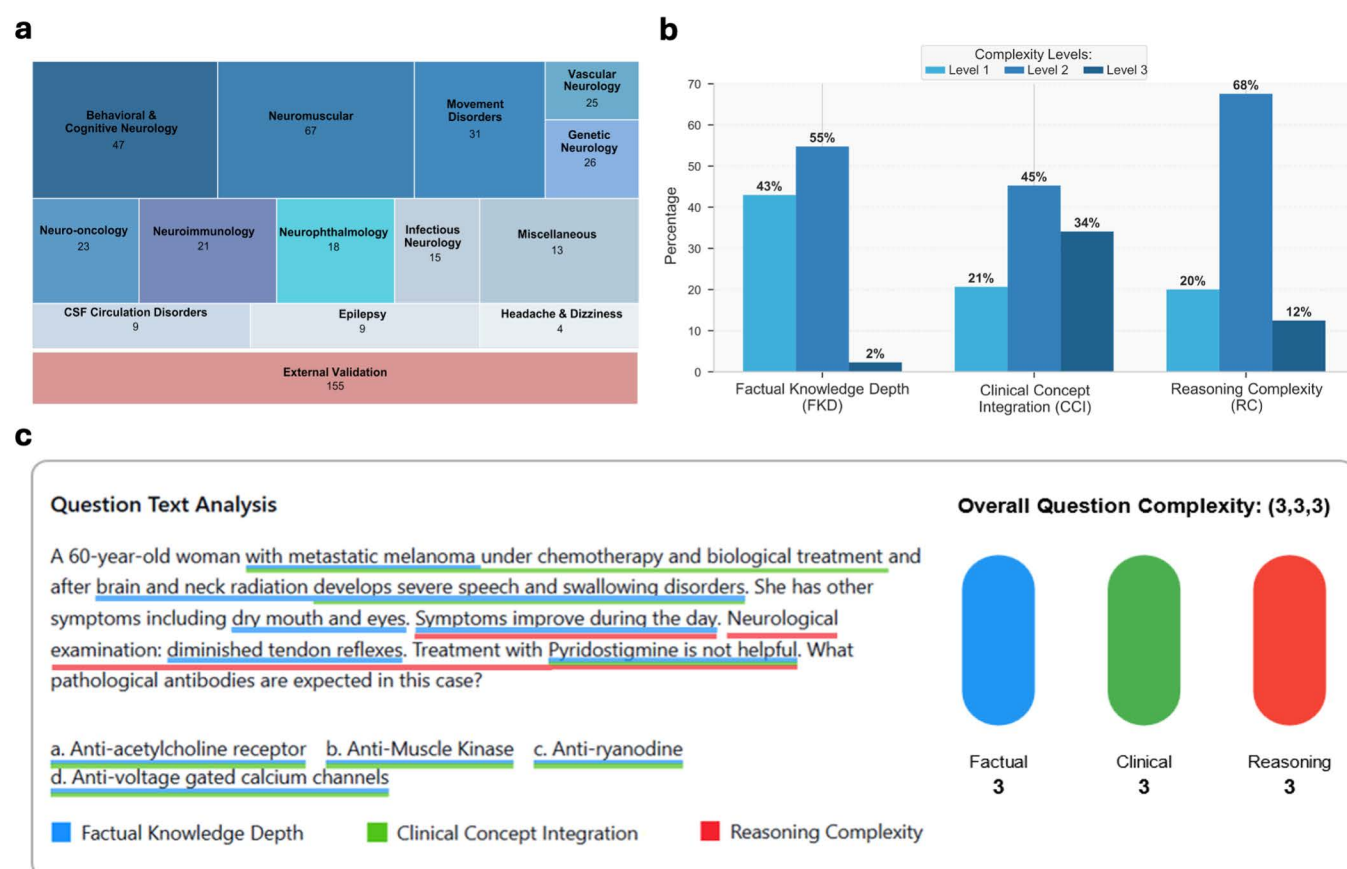 a
Behavioral &
Cognitive Neurology
47
Neuromuscular
67
Movement
Disorders
31
Vascular
Neurology
25
Genetic
Neurology
26
Neuro-oncology
23
Neuroimmunology
21
Neurophthalmology
18
Infectious
Neurology
15
Miscellaneous
13
CSF Circulation Disorders
9
Epilepsy
9
Headache & Dizziness
4
External Validation
155
b
Complexity Levels:
Level 1 Level 2 Level 3
Percentage
70
60
50
40
30
20
10
0
43%
55%
2%
21%
45%
34%
20%
68%
12%
Factual Knowledge Depth
(FKD)
Clinical Concept
Integration (CCI)
Reasoning Complexity
(RC)
c
Question Text Analysis
A 60-year-old woman with metastatic melanoma under chemotherapy and biological treatment and
after brain and neck radiation develops severe speech and swallowing disorders. She has other
symptoms including dry mouth and eyes. Symptoms improve during the day. Neurological
examination: diminished tendon reflexes. Treatment with Pyridostigmine is not helpful. What
pathological antibodies are expected in this case?
a. Anti-acetylcholine receptor b. Anti-Muscle Kinase c. Anti-ryanodine
d. Anti-voltage gated calcium channels
Factual Knowledge Depth Clinical Concept Integration Reasoning Complexity
Overall Question Complexity: (3,3,3)
Factual
3
Clinical
3
Reasoning
3